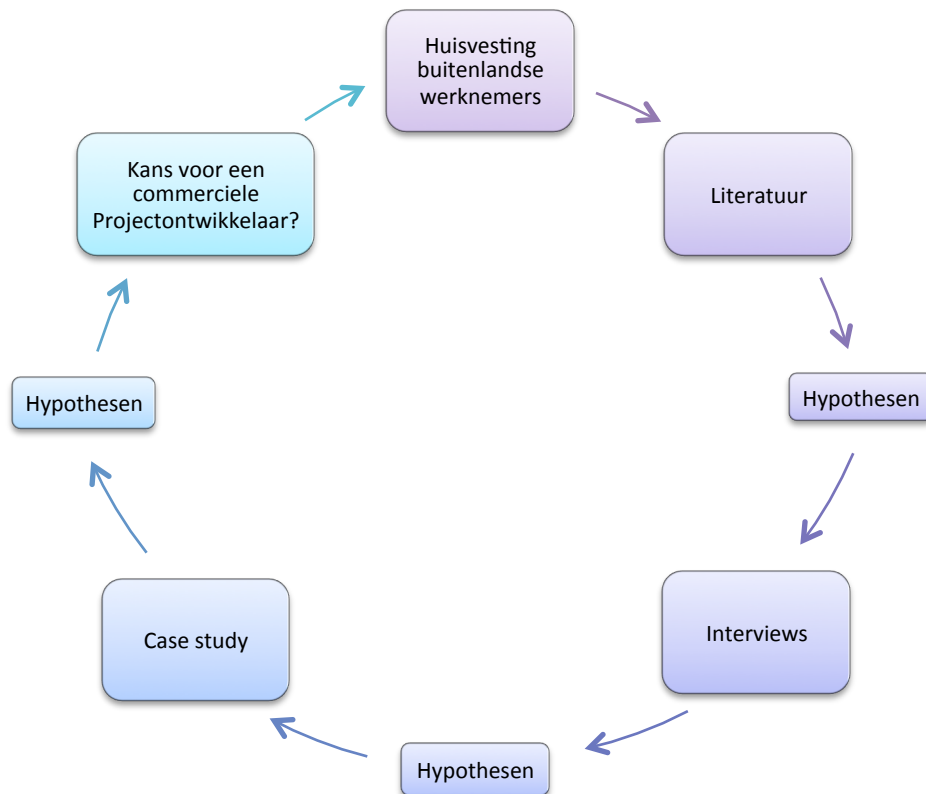 Huisvesting
buitenlandse
werknemers
Literatuur
Hypothesen
Interviews
Hypothesen
Case study
Hypothesen
Kans voor een
commerciele
Projectontwikkelaar?